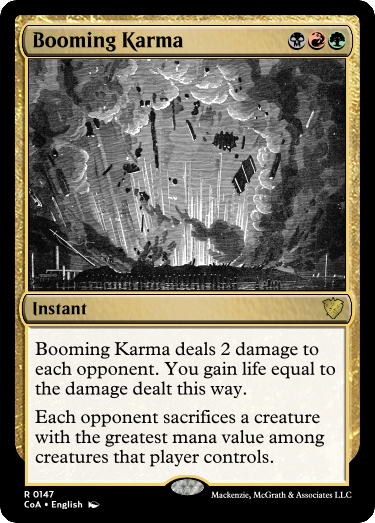 Booming Karma
Instant
Booming Karma deals 2 damage to
each opponent. You gain life equal to
the damage dealt this way.
Each opponent sacrifices a creature
with the greatest mana value among
creatures that player controls.
R 0147
CoA • English
Mackenzie, McGrath & Associates LLC